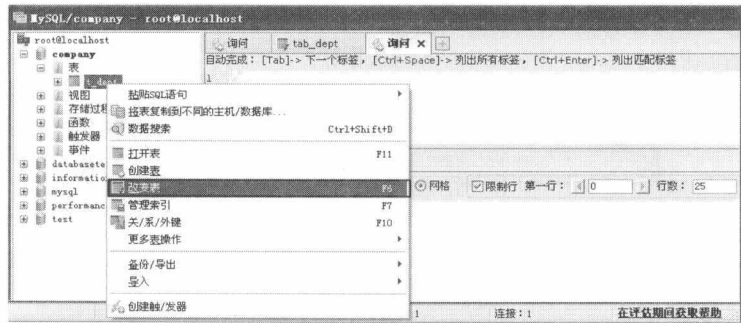 MySQL/company - root@localhost
root@localhost
company
表
t_dept
视图
存储过程
函数
触发器
事件
databasete
informatio
mysql
performanc
test
询问
tab_dept
询问
自动完成： [Tab]-> 下一个标签， [Ctrl+Space]-> 列出所有标签， [Ctrl+Enter]-> 列出匹配标签
1
粘贴SQL语句
将表复制到不同的主机/数据库...
数据搜索 Ctrl+Shift+D
打开表 F11
创建表
改变表 F6
管理索引 F7
关/系/外键 F10
更多表操作
备份/导出
导入
创建触/发器
网格
限制行 第一行： 0 行数： 25
1
连接：1
在评估期间获取帮助